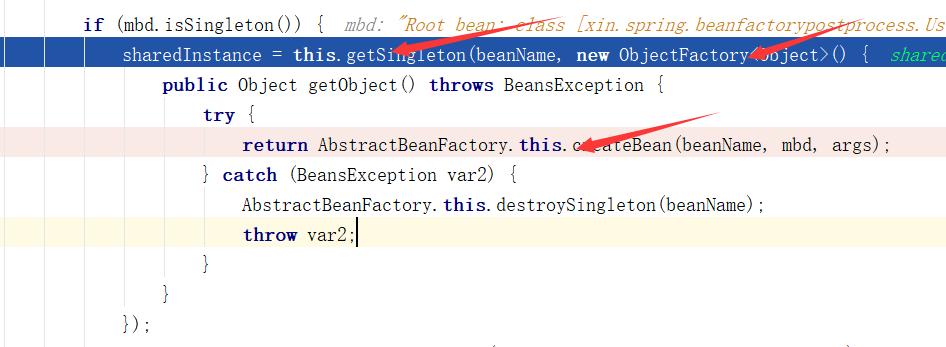 if (mbd.isSingleton()) { mbd: "Root bean: class [xin.spring.beanfactorypostprocess.Us
sharedInstance = this.getSingleton(beanName, new ObjectFactory<Object>() { shared
public Object getObject() throws BeansException {
try {
return AbstractBeanFactory.this.createBean(beanName, mbd, args);
} catch (BeansException var2) {
AbstractBeanFactory.this.destroySingleton(beanName);
throw var2;
}
}
});